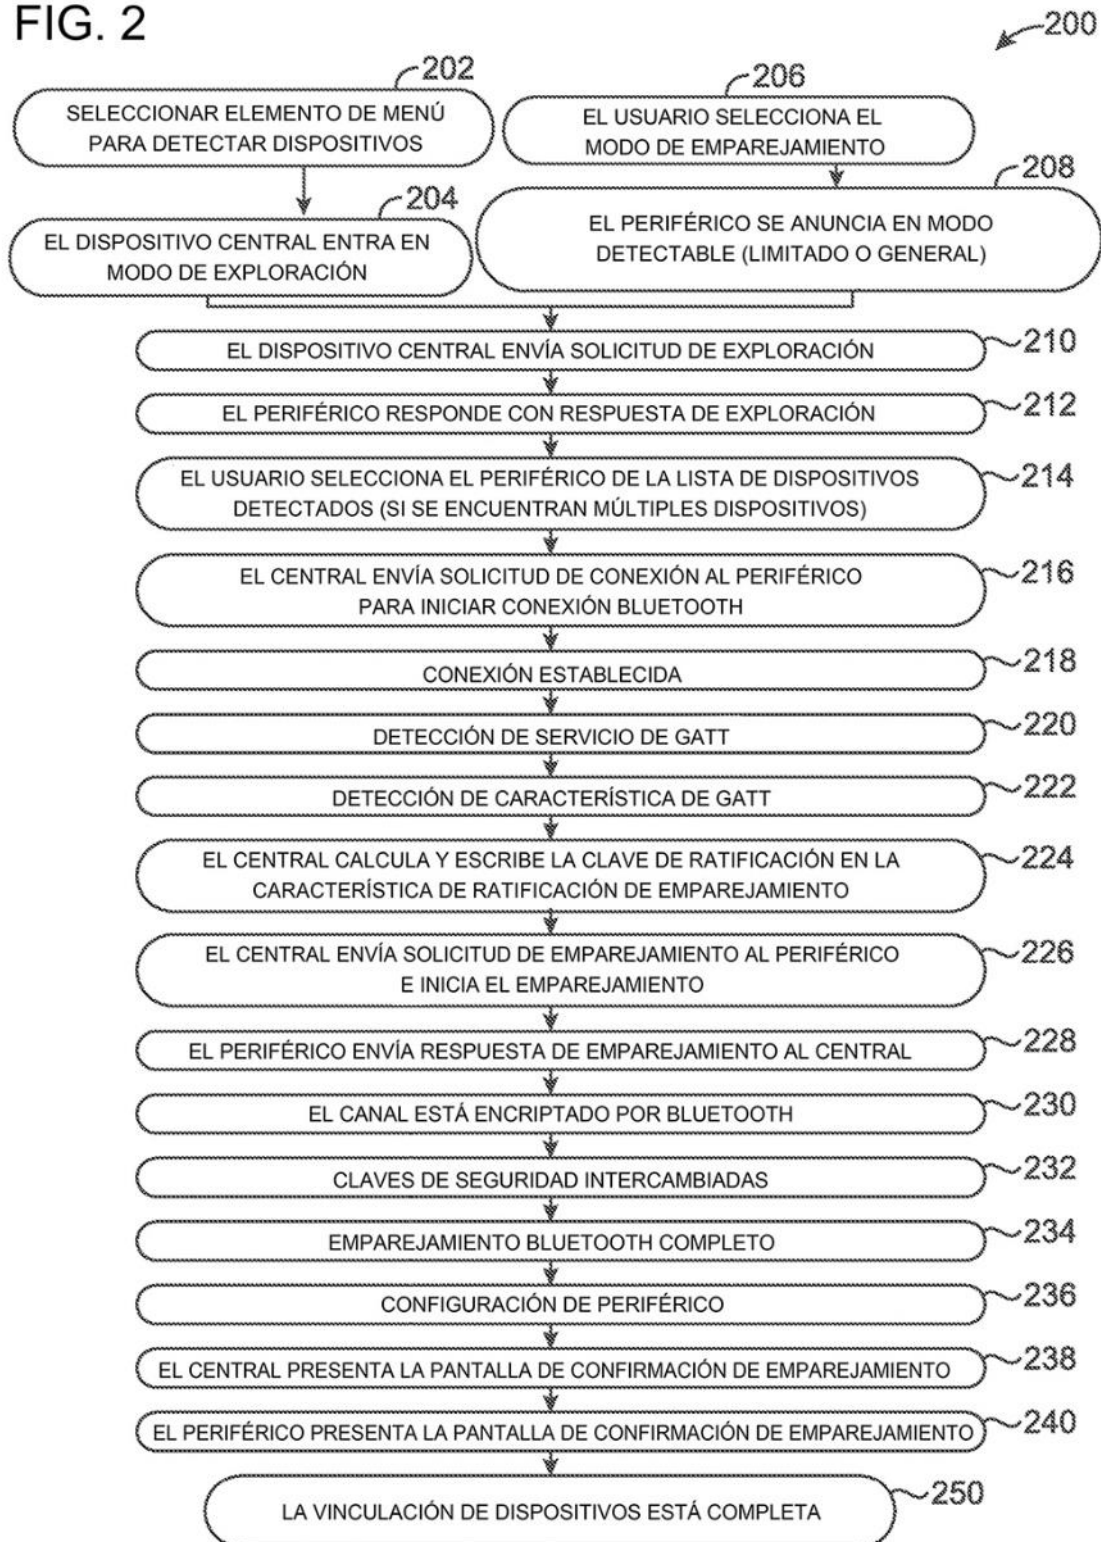 FIG. 2
200
202
SELECCIONAR ELEMENTO DE MENÚ
PARA DETECTAR DISPOSITIVOS
206
EL USUARIO SELECCIONA EL
MODO DE EMPAREJAMIENTO
204
EL DISPOSITIVO CENTRAL ENTRA EN
MODO DE EXPLORACIÓN
208
EL PERIFÉRICO SE ANUNCIA EN MODO
DETECTABLE (LIMITADO O GENERAL)
EL DISPOSITIVO CENTRAL ENVÍA SOLICITUD DE EXPLORACIÓN
210
EL PERIFÉRICO RESPONDE CON RESPUESTA DE EXPLORACIÓN
212
EL USUARIO SELECCIONA EL PERIFÉRICO DE LA LISTA DE DISPOSITIVOS
DETECTADOS (SI SE ENCUENTRAN MÚLTIPLES DISPOSITIVOS)
214
EL CENTRAL ENVÍA SOLICITUD DE CONEXIÓN AL PERIFÉRICO
PARA INICIAR CONEXIÓN BLUETOOTH
216
CONEXIÓN ESTABLECIDA
218
DETECCIÓN DE SERVICIO DE GATT
220
DETECCIÓN DE CARACTERÍSTICA DE GATT
222
EL CENTRAL CALCULA Y ESCRIBE LA CLAVE DE RATIFICACIÓN EN LA
CARACTERÍSTICA DE RATIFICACIÓN DE EMPAREJAMIENTO
224
EL CENTRAL ENVÍA SOLICITUD DE EMPAREJAMIENTO AL PERIFÉRICO
E INICIA EL EMPAREJAMIENTO
226
EL PERIFÉRICO ENVÍA RESPUESTA DE EMPAREJAMIENTO AL CENTRAL
228
EL CANAL ESTÁ ENCRIPTADO POR BLUETOOTH
230
CLAVES DE SEGURIDAD INTERCAMBIADAS
232
EMPAREJAMIENTO BLUETOOTH COMPLETO
234
CONFIGURACIÓN DE PERIFÉRICO
236
EL CENTRAL PRESENTA LA PANTALLA DE CONFIRMACIÓN DE EMPAREJAMIENTO
238
EL PERIFÉRICO PRESENTA LA PANTALLA DE CONFIRMACIÓN DE EMPAREJAMIENTO
240
LA VINCULACIÓN DE DISPOSITIVOS ESTÁ COMPLETA
250